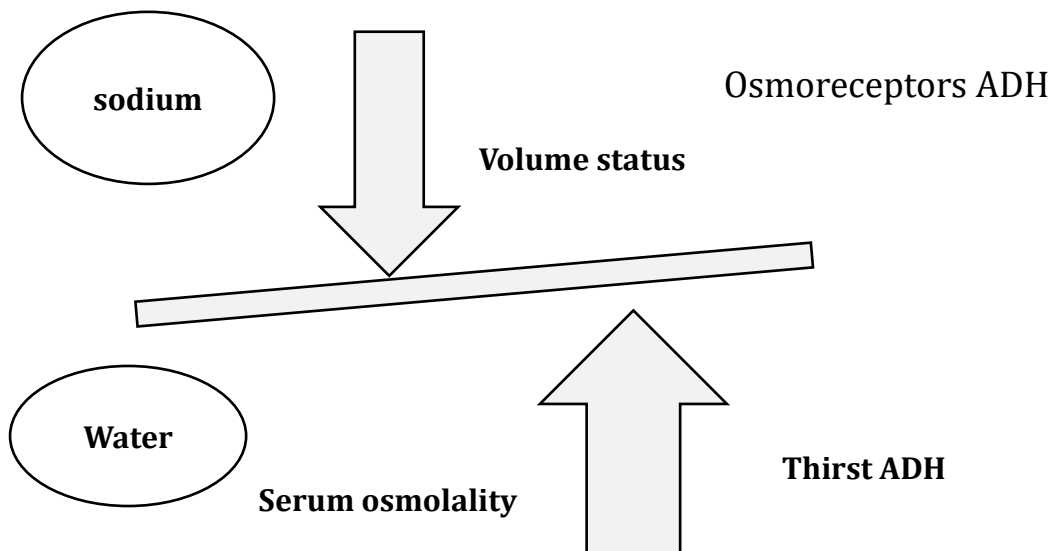 sodium
Osmoreceptors ADH
Volume status
Water
Thirst ADH
Serum osmolality